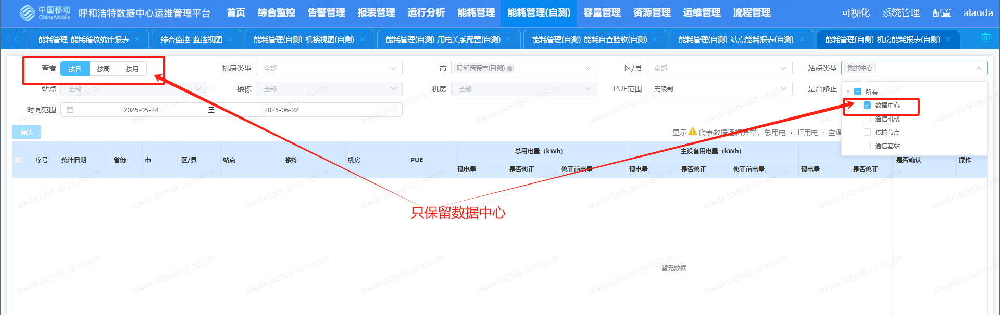 中国移动 China Mobile 呼和浩特数据中心运维管理平台 首页 综合监控 告警管理 报表管理 运行分析 能耗管理 能耗管理(自测) 容量管理 资源管理 运维管理 流程管理 可视化 系统管理 配置 alauda
能耗管理-能耗稽核统计报表 × 综合监控-监控视图 × 能耗管理(自测)-机楼视图(自测) × 能耗管理(自测)-用电关系配置(自测) × 能耗管理(自测)-能耗自查验收(自测) × 能耗管理(自测)-站点能耗报表(自测) × 能耗管理(自测)-机房能耗报表(自测) ×
查看 按日 按周 按月 机房类型 全部 市 呼和浩特市(自测) 区/县 全部 站点类型 数据中心
站点 全部 楼栋 全部 机房 全部 PUE范围 无限制 是否修正
所有
数据中心
通信机楼
传输节点
通信基站
时间范围 2025-05-24 至 2025-06-22
确认 显示 代表数据逻辑异常，总用电 < IT用电 + 空调
序号 统计日期 省份 市 区/县 站点 楼栋 机房 PUE 总用电量（kWh） 主设备用电量（kWh） 是否确认 操作
现电量 是否修正 修正前电量 现电量 是否修正 修正前电量 现电量 是否修正
只保留数据中心
暂无数据
alauda 2025-06-23 16:51:19